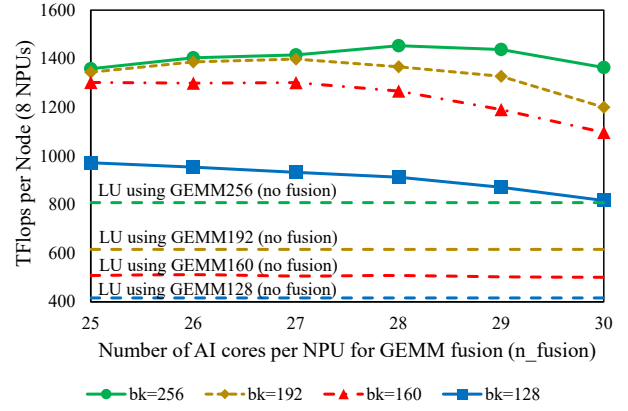 1600
1400
1200
1000
800
600
400
TFlops per Node (8 NPUs)
LU using GEMM256 (no fusion)
LU using GEMM192 (no fusion)
LU using GEMM160 (no fusion)
LU using GEMM128 (no fusion)
25 26 27 28 29 30
Number of AI cores per NPU for GEMM fusion (n_fusion)
bk=256 bk=192 bk=160 bk=128